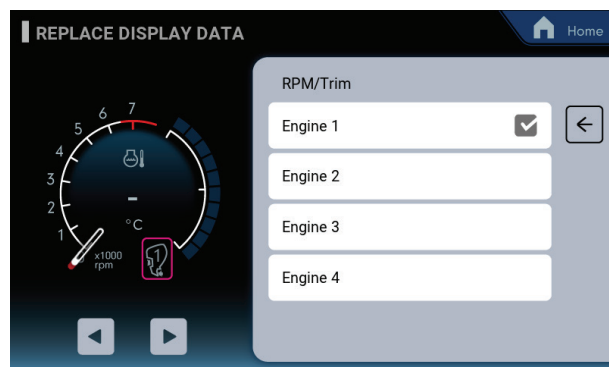 REPLACE DISPLAY DATA
Home
RPM/Trim
Engine 1
Engine 2
Engine 3
Engine 4
7
6
5
4
3
2
1
-
°C
x1000
rpm
1